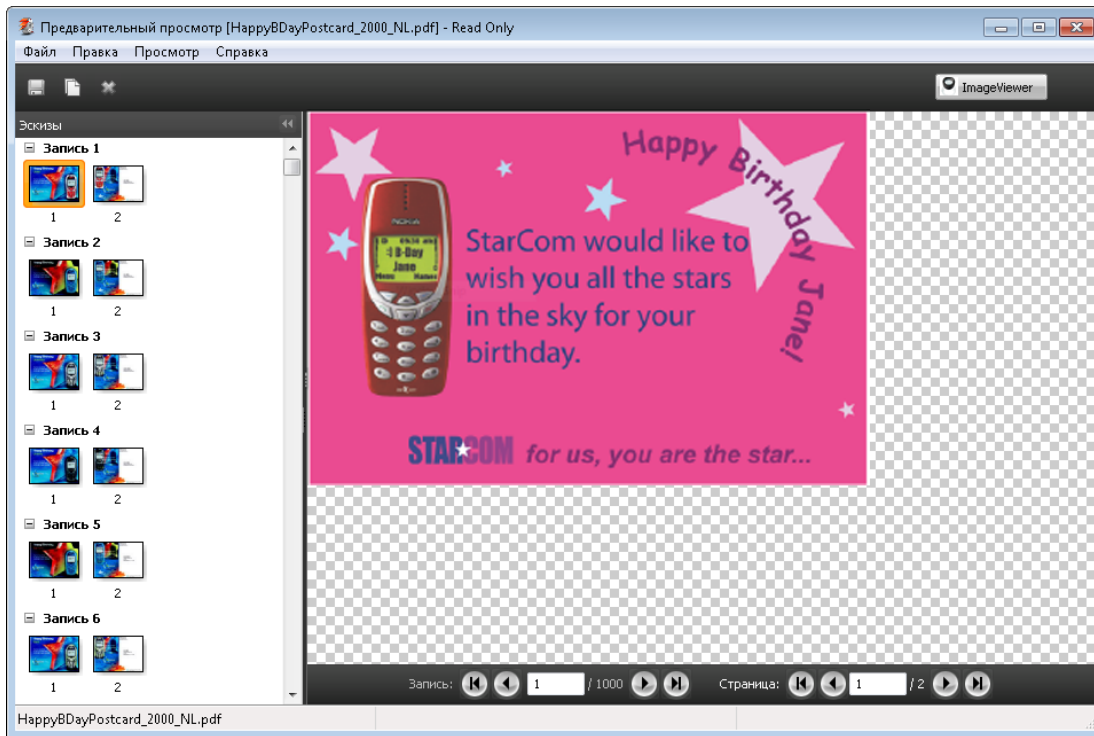 Предварительный просмотр [HappyBDayPostcard_2000_NL.pdf] - Read Only
Файл Правка Просмотр Справка
ImageViewer
Эскизы
Запись 1
1 2
Запись 2
1 2
Запись 3
1 2
Запись 4
1 2
Запись 5
1 2
Запись 6
1 2
Happy Birthday Jane!
NOKIA
:) B-Day
Jane
Menu Names
StarCom would like to
wish you all the stars
in the sky for your
birthday.
STARCOM for us, you are the star...
Запись: 1 / 1000 Страница: 1 / 2
HappyBDayPostcard_2000_NL.pdf